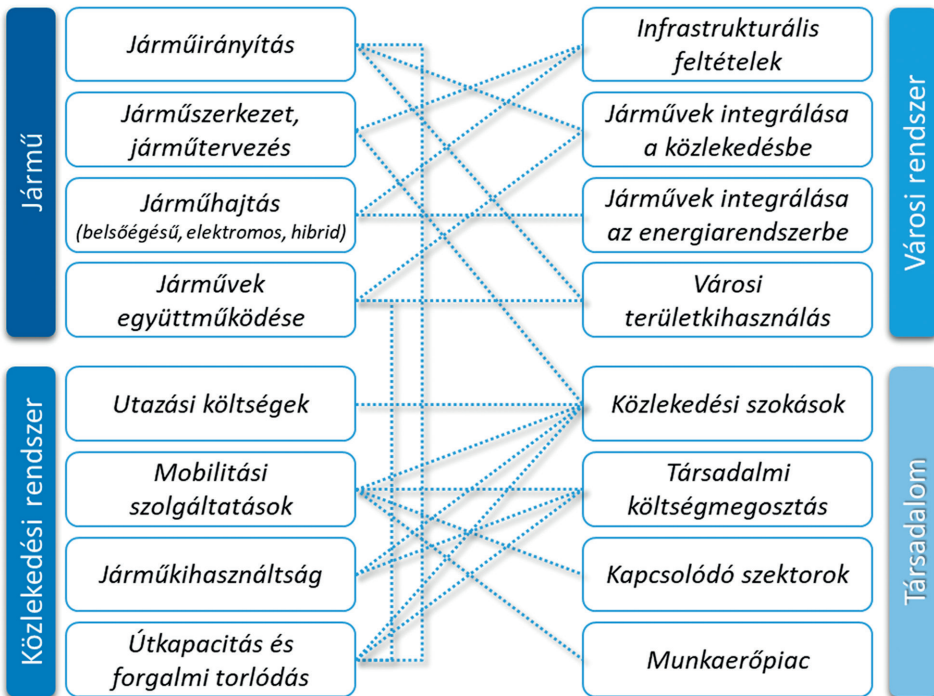 Jármű
Járműirányítás
Járműszerkezet,
járműtervezés
Járműhajtás
(belsőégésű, elektromos, hibrid)
Járművek
együttműködése
Közlekedési rendszer
Utazási költségek
Mobilitási
szolgáltatások
Járműkihasználtság
Útkapacitás és
forgalmi torlódás
Infrastrukturális
feltételek
Járművek integrálása
a közlekedésbe
Járművek integrálása
az energiarendszerbe
Városi
területkihasználás
Városi rendszer
Közlekedési szokások
Társadalmi
költségmegosztás
Kapcsolódó szektorok
Munkaerőpiac
Társadalom